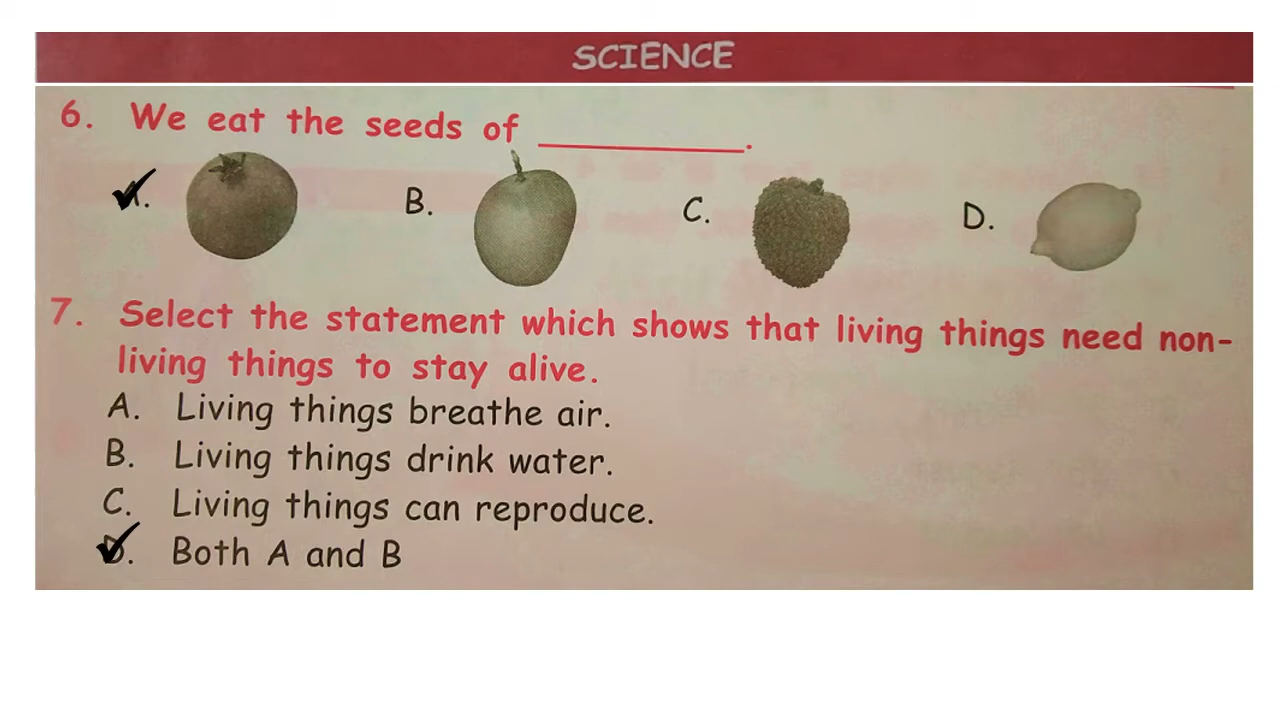 SCIENCE
6. We eat the seeds of __________.
A. B. C. D.
7. Select the statement which shows that living things need non-
living things to stay alive.
A. Living things breathe air.
B. Living things drink water.
C. Living things can reproduce.
D. Both A and B